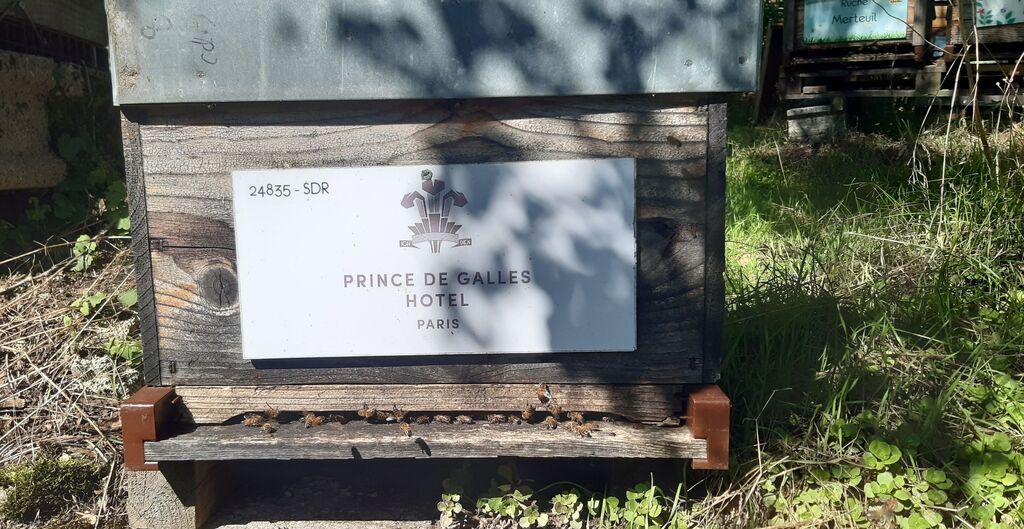 24835 - SDR
PRINCE DE GALLES
HOTEL
PARIS
Ruche
Merteuil